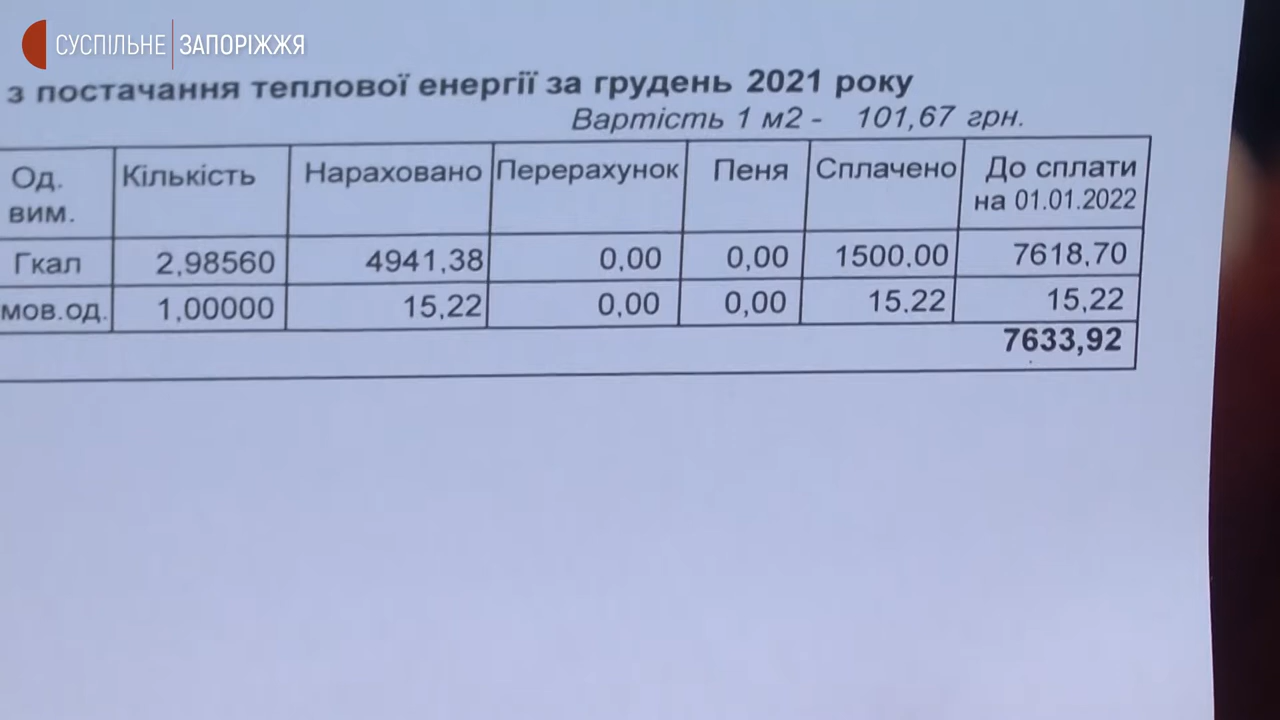 СУСПІЛЬНЕ ЗАПОРІЖЖЯ
з постачання теплової енергії за грудень 2021 року
Вартість 1 м2 - 101,67 грн.
Од. вим. Кількість Нараховано Перерахунок Пеня Сплачено До сплати на 01.01.2022
Гкал 2,98560 4941,38 0,00 0,00 1500.00 7618,70
мов.од. 1,00000 15,22 0,00 0,00 15.22 15,22
7633,92